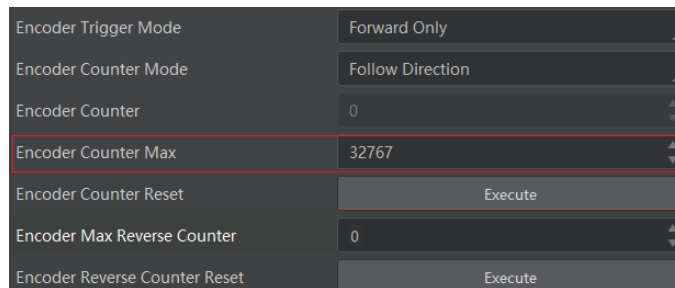 Encoder Trigger Mode Forward Only
Encoder Counter Mode Follow Direction
Encoder Counter 0
Encoder Counter Max 32767
Encoder Counter Reset Execute
Encoder Max Reverse Counter 0
Encoder Reverse Counter Reset Execute